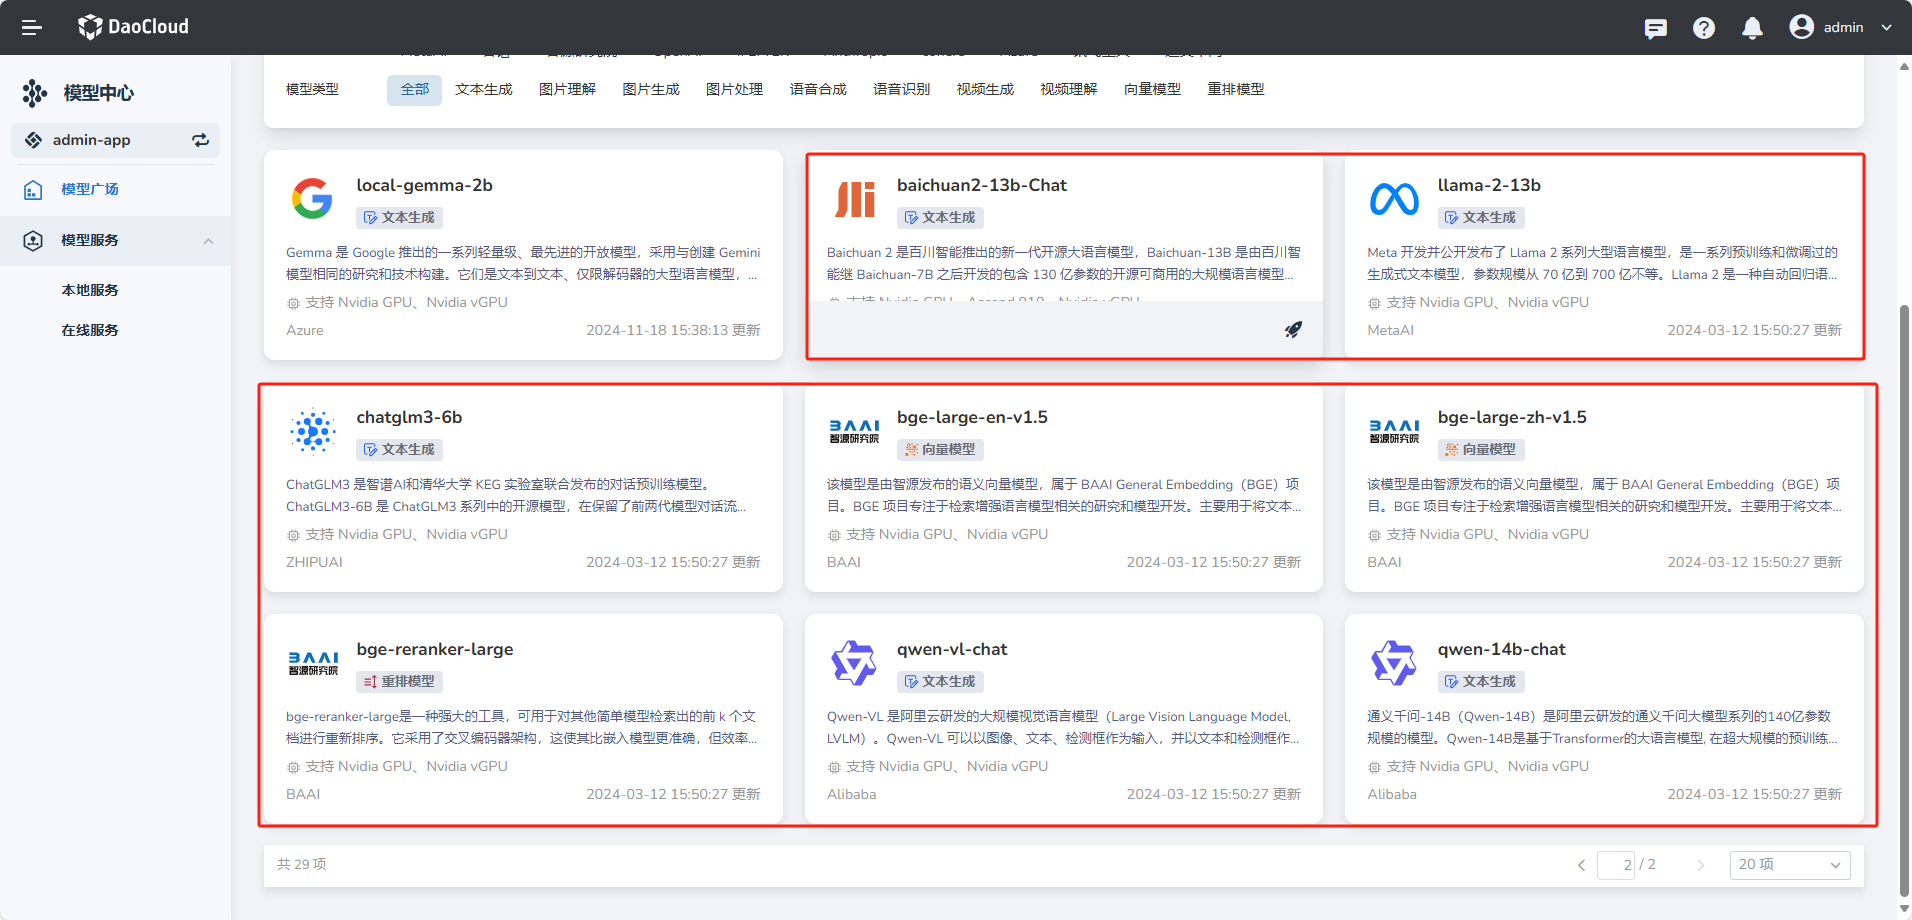 DaoCloud
admin
模型中心
admin-app
模型广场
模型服务
本地服务
在线服务
模型类型 全部 文本生成 图片理解 图片生成 图片处理 语音合成 语音识别 视频生成 视频理解 向量模型 重排模型
local-gemma-2b
文本生成
Gemma 是 Google 推出的一系列轻量级、最先进的开放模型，采用与创建 Gemini
模型相同的研究和技术构建。它们是文本到文本、仅限解码器的大型语言模型，...
支持 Nvidia GPU、Nvidia vGPU
Azure 2024-11-18 15:38:13 更新
baichuan2-13b-Chat
文本生成
Baichuan 2 是百川智能推出的新一代开源大语言模型，Baichuan-13B 是由百川智
能继 Baichuan-7B 之后开发的包含 130 亿参数的开源可商用的大规模语言模型...
支持 Nvidia GPU、Ascend 910、Nvidia vGPU
llama-2-13b
文本生成
Meta 开发并公开发布了 Llama 2 系列大型语言模型，是一系列预训练和微调过的
生成式文本模型，参数规模从 70 亿到 700 亿不等。Llama 2 是一种自动回归语...
支持 Nvidia GPU、Nvidia vGPU
MetaAI 2024-03-12 15:50:27 更新
chatglm3-6b
文本生成
ChatGLM3 是智谱AI和清华大学 KEG 实验室联合发布的对话预训练模型。
ChatGLM3-6B 是 ChatGLM3 系列中的开源模型，在保留了前两代模型对话流...
支持 Nvidia GPU、Nvidia vGPU
ZHIPUAI 2024-03-12 15:50:27 更新
BAAI
智源研究院
bge-large-en-v1.5
向量模型
该模型是由智源发布的语义向量模型，属于 BAAI General Embedding（BGE）项
目。BGE 项目专注于检索增强语言模型相关的研究和模型开发。主要用于将文本...
支持 Nvidia GPU、Nvidia vGPU
BAAI 2024-03-12 15:50:27 更新
BAAI
智源研究院
bge-large-zh-v1.5
向量模型
该模型是由智源发布的语义向量模型，属于 BAAI General Embedding（BGE）项
目。BGE 项目专注于检索增强语言模型相关的研究和模型开发。主要用于将文本...
支持 Nvidia GPU、Nvidia vGPU
BAAI 2024-03-12 15:50:27 更新
BAAI
智源研究院
bge-reranker-large
重排模型
bge-reranker-large是一种强大的工具，可用于对其他简单模型检索出的前 k 个文
档进行重新排序。它采用了交叉编码器架构，这使其比嵌入模型更准确，但效率...
支持 Nvidia GPU、Nvidia vGPU
BAAI 2024-03-12 15:50:27 更新
qwen-vl-chat
文本生成
Qwen-VL 是阿里云研发的大规模视觉语言模型（Large Vision Language Model,
LVLM）。Qwen-VL 可以以图像、文本、检测框作为输入，并以文本和检测框作...
支持 Nvidia GPU、Nvidia vGPU
Alibaba 2024-03-12 15:50:27 更新
qwen-14b-chat
文本生成
通义千问-14B（Qwen-14B）是阿里云研发的通义千问大模型系列的140亿参数
规模的模型。Qwen-14B是基于Transformer的大语言模型, 在超大规模的预训练...
支持 Nvidia GPU、Nvidia vGPU
Alibaba 2024-03-12 15:50:27 更新
共 29 项
2 / 2
20 项